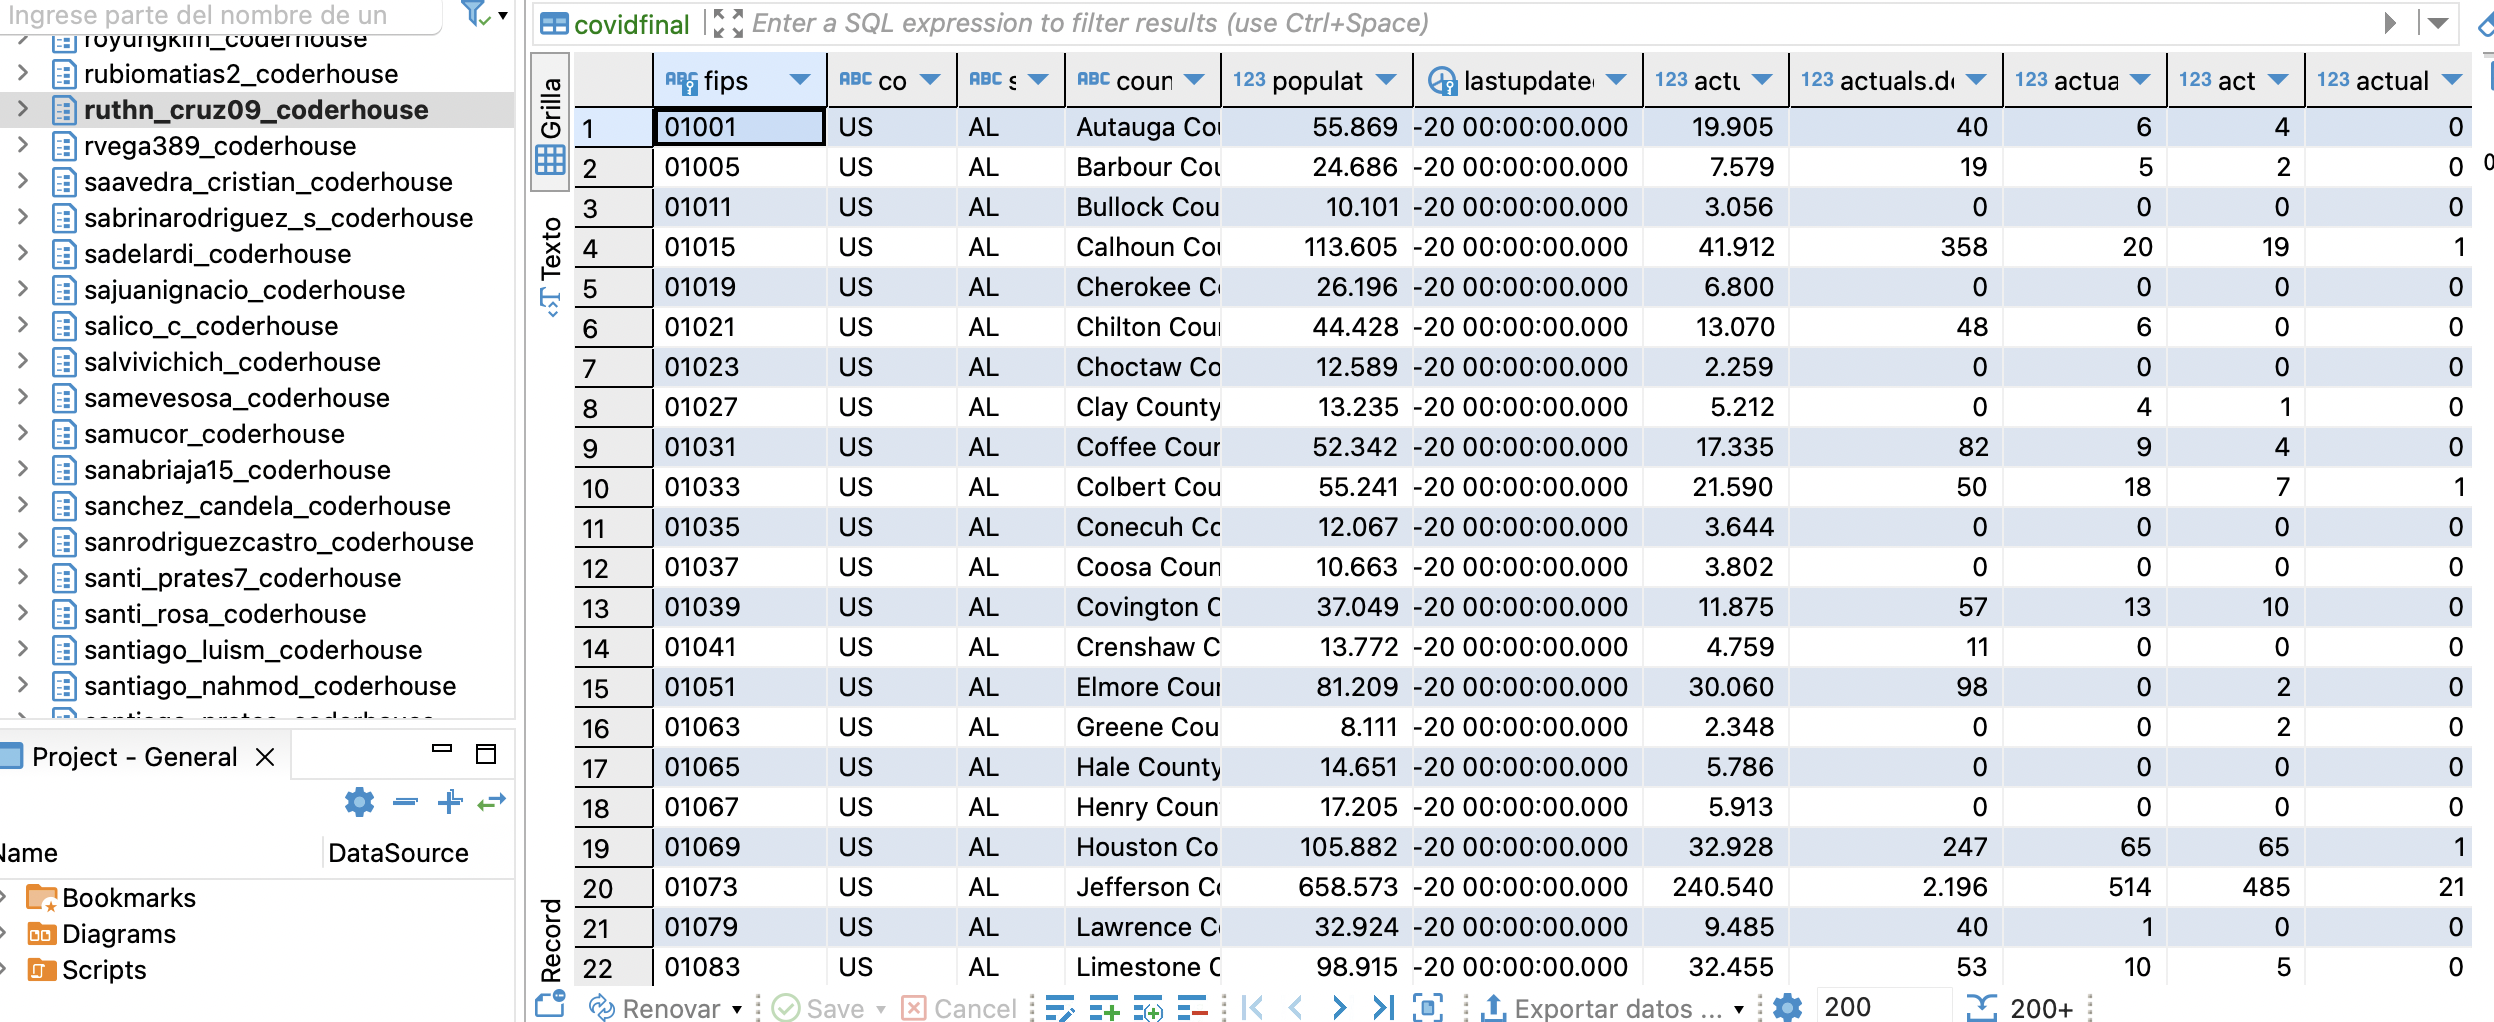 Ingrese parte del nombre de un
royungkim_coderhouse
rubiomatias2_coderhouse
ruthn_cruz09_coderhouse
rvega389_coderhouse
saavedra_cristian_coderhouse
sabrinarodriguez_s_coderhouse
sadelardi_coderhouse
sajuanignacio_coderhouse
salico_c_coderhouse
salvivichich_coderhouse
samevesosa_coderhouse
samucor_coderhouse
sanabriaja15_coderhouse
sanchez_candela_coderhouse
sanrodriguezcastro_coderhouse
santi_prates7_coderhouse
santi_rosa_coderhouse
santiago_luism_coderhouse
santiago_nahmod_coderhouse
Project - General
Name DataSource
Bookmarks
Diagrams
Scripts
covidfinal Enter a SQL expression to filter results (use Ctrl+Space)
Grilla
Texto
Record
ABC fips ABC co ABC s ABC coun 123 populat lastupdate 123 actu 123 actuals.de 123 actua 123 act 123 actual
1 01001 US AL Autauga Cou 55.869 -20 00:00:00.000 19.905 40 6 4 0
2 01005 US AL Barbour Cou 24.686 -20 00:00:00.000 7.579 19 5 2 0
3 01011 US AL Bullock Cou 10.101 -20 00:00:00.000 3.056 0 0 0 0
4 01015 US AL Calhoun Cou 113.605 -20 00:00:00.000 41.912 358 20 19 1
5 01019 US AL Cherokee Co 26.196 -20 00:00:00.000 6.800 0 0 0 0
6 01021 US AL Chilton Cou 44.428 -20 00:00:00.000 13.070 48 6 0 0
7 01023 US AL Choctaw Co 12.589 -20 00:00:00.000 2.259 0 0 0 0
8 01027 US AL Clay County 13.235 -20 00:00:00.000 5.212 0 4 1 0
9 01031 US AL Coffee Cour 52.342 -20 00:00:00.000 17.335 82 9 4 0
10 01033 US AL Colbert Cou 55.241 -20 00:00:00.000 21.590 50 18 7 1
11 01035 US AL Conecuh Co 12.067 -20 00:00:00.000 3.644 0 0 0 0
12 01037 US AL Coosa Coun 10.663 -20 00:00:00.000 3.802 0 0 0 0
13 01039 US AL Covington C 37.049 -20 00:00:00.000 11.875 57 13 10 0
14 01041 US AL Crenshaw C 13.772 -20 00:00:00.000 4.759 11 0 0 0
15 01051 US AL Elmore Cour 81.209 -20 00:00:00.000 30.060 98 0 2 0
16 01063 US AL Greene Cou 8.111 -20 00:00:00.000 2.348 0 0 2 0
17 01065 US AL Hale County 14.651 -20 00:00:00.000 5.786 0 0 0 0
18 01067 US AL Henry Coun 17.205 -20 00:00:00.000 5.913 0 0 0 0
19 01069 US AL Houston Co 105.882 -20 00:00:00.000 32.928 247 65 65 1
20 01073 US AL Jefferson Co 658.573 -20 00:00:00.000 240.540 2.196 514 485 21
21 01079 US AL Lawrence C 32.924 -20 00:00:00.000 9.485 40 1 0 0
22 01083 US AL Limestone C 98.915 -20 00:00:00.000 32.455 53 10 5 0
Renovar Save Cancel Exportar datos ... 200 200+